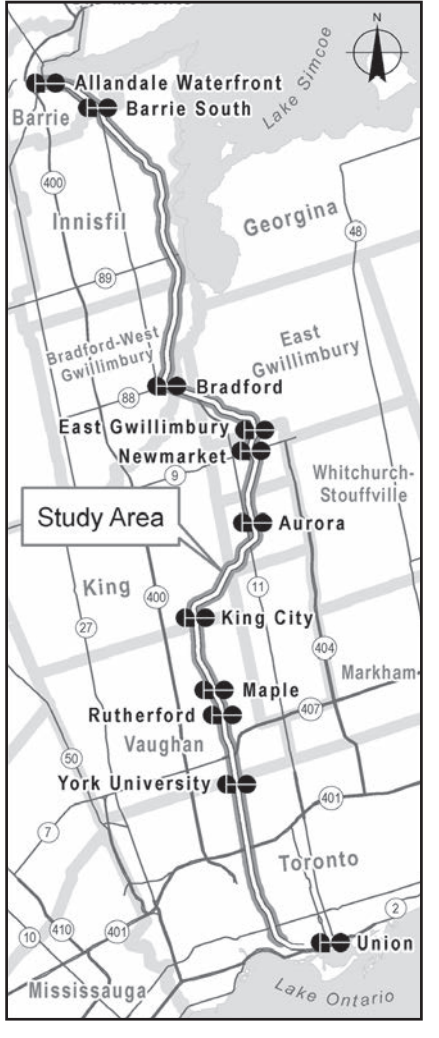 N
Lake Simcoe
Allandale Waterfront
Barrie South
Barrie
400
Innisfil
Georgina
48
89
Bradford-West
Gwillimbury
East
Gwillimbury
Bradford
88
East Gwillimbury
Newmarket
9
Whitchurch-
Stouffville
Study Area
Aurora
11
King
400
King City
27
404
Markham
Maple
407
Rutherford
Vaughan
50
York University
401
7
Toronto
2
410
401
10
Union
Mississauga
Lake Ontario